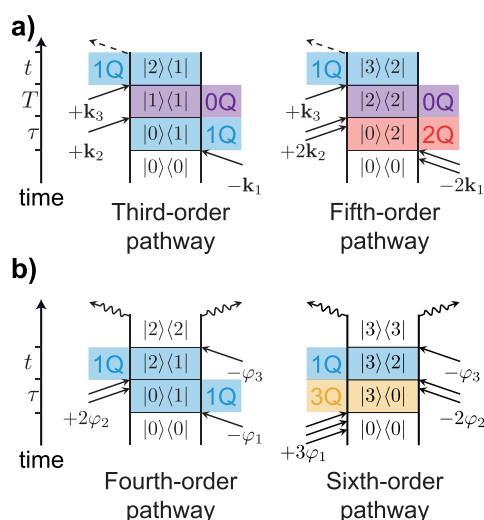 a)
t
1Q
|2⟩⟨1|
T
|1⟩⟨1|
0Q
+k₃
τ
|0⟩⟨1|
1Q
+k₂
|0⟩⟨0|
−k₁
time
Third-order
pathway
1Q
|3⟩⟨2|
|2⟩⟨2|
0Q
+k₃
|0⟩⟨2|
2Q
+2k₂
|0⟩⟨0|
−2k₁
Fifth-order
pathway
b)
|2⟩⟨2|
t
1Q
|2⟩⟨1|
−φ₃
τ
|0⟩⟨1|
1Q
+2φ₂
|0⟩⟨0|
−φ₁
time
Fourth-order
pathway
|3⟩⟨3|
1Q
|3⟩⟨2|
−φ₃
3Q
|3⟩⟨0|
−2φ₂
|0⟩⟨0|
+3φ₁
Sixth-order
pathway